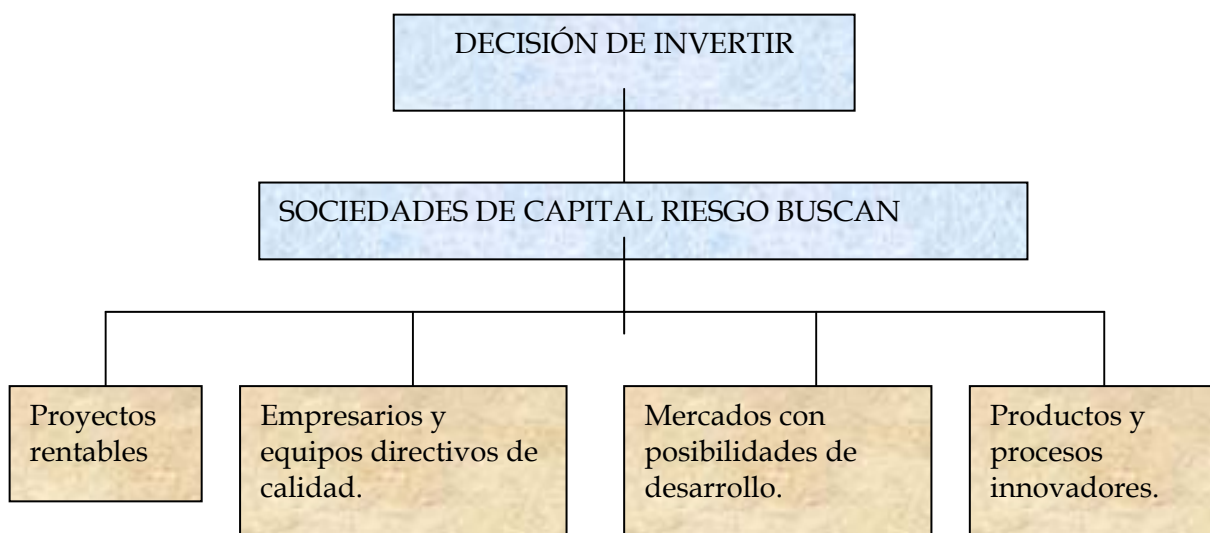 DECISIÓN DE INVERTIR
SOCIEDADES DE CAPITAL RIESGO BUSCAN
Proyectos
rentables
Empresarios y
equipos directivos de
calidad.
Mercados con
posibilidades de
desarrollo.
Productos y
procesos
innovadores.